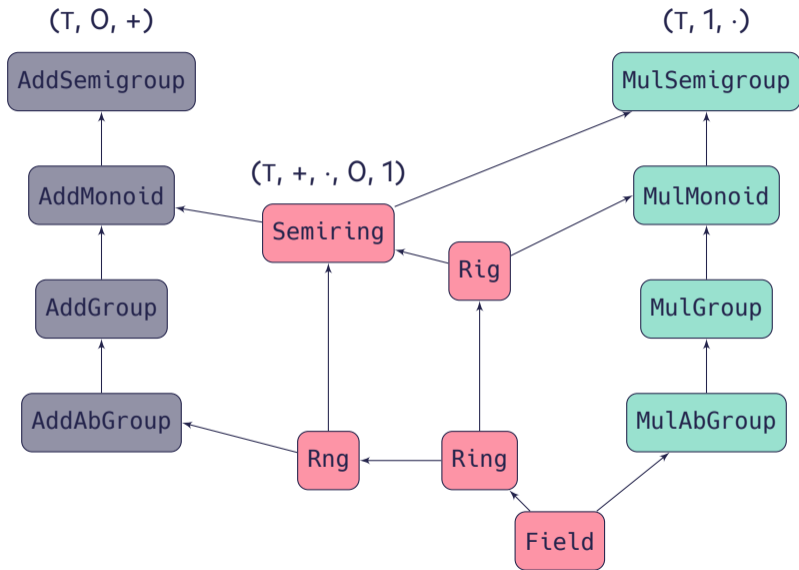 (T, 0, +)
(T, 1, ·)
AddSemigroup
MulSemigroup
(T, +, ·, 0, 1)
AddMonoid
MulMonoid
Semiring
Rig
AddGroup
MulGroup
AddAbGroup
MulAbGroup
Rng
Ring
Field